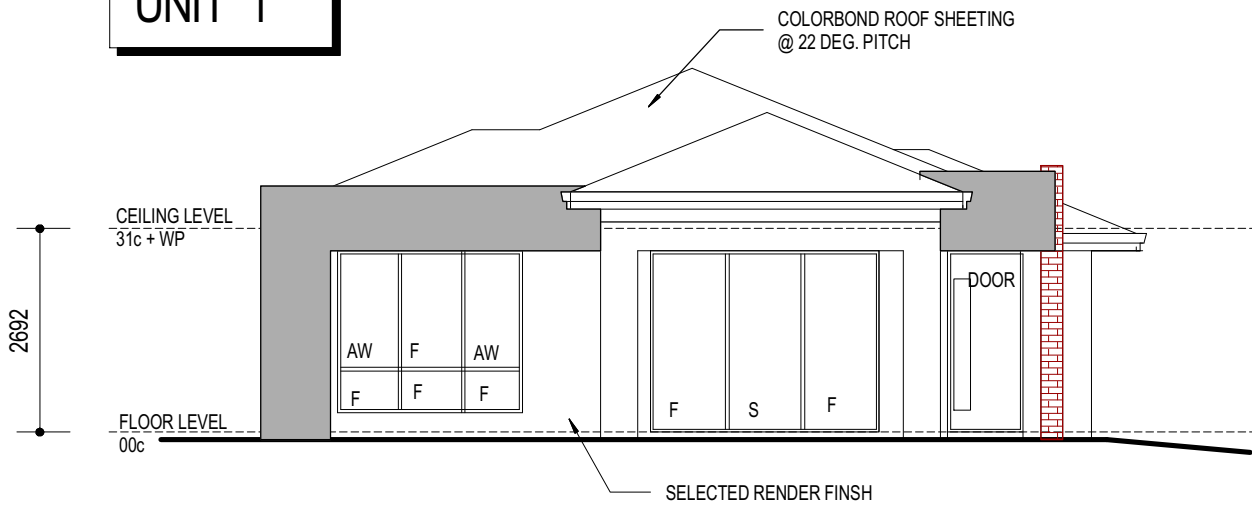 UNIT 1
COLORBOND ROOF SHEETING
@ 22 DEG. PITCH
CEILING LEVEL
31c + WP
2692
DOOR
AW F AW
F F F
F S F
FLOOR LEVEL
00c
SELECTED RENDER FINSH